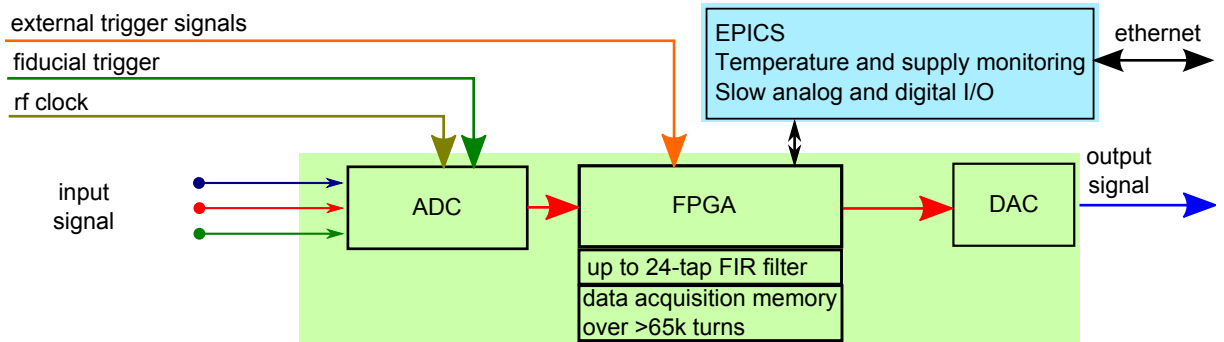 external trigger signals
fiducial trigger
rf clock
EPICS
Temperature and supply monitoring
Slow analog and digital I/O
ethernet
input
signal
ADC
FPGA
DAC
output
signal
up to 24-tap FIR filter
data acquisition memory
over >65k turns